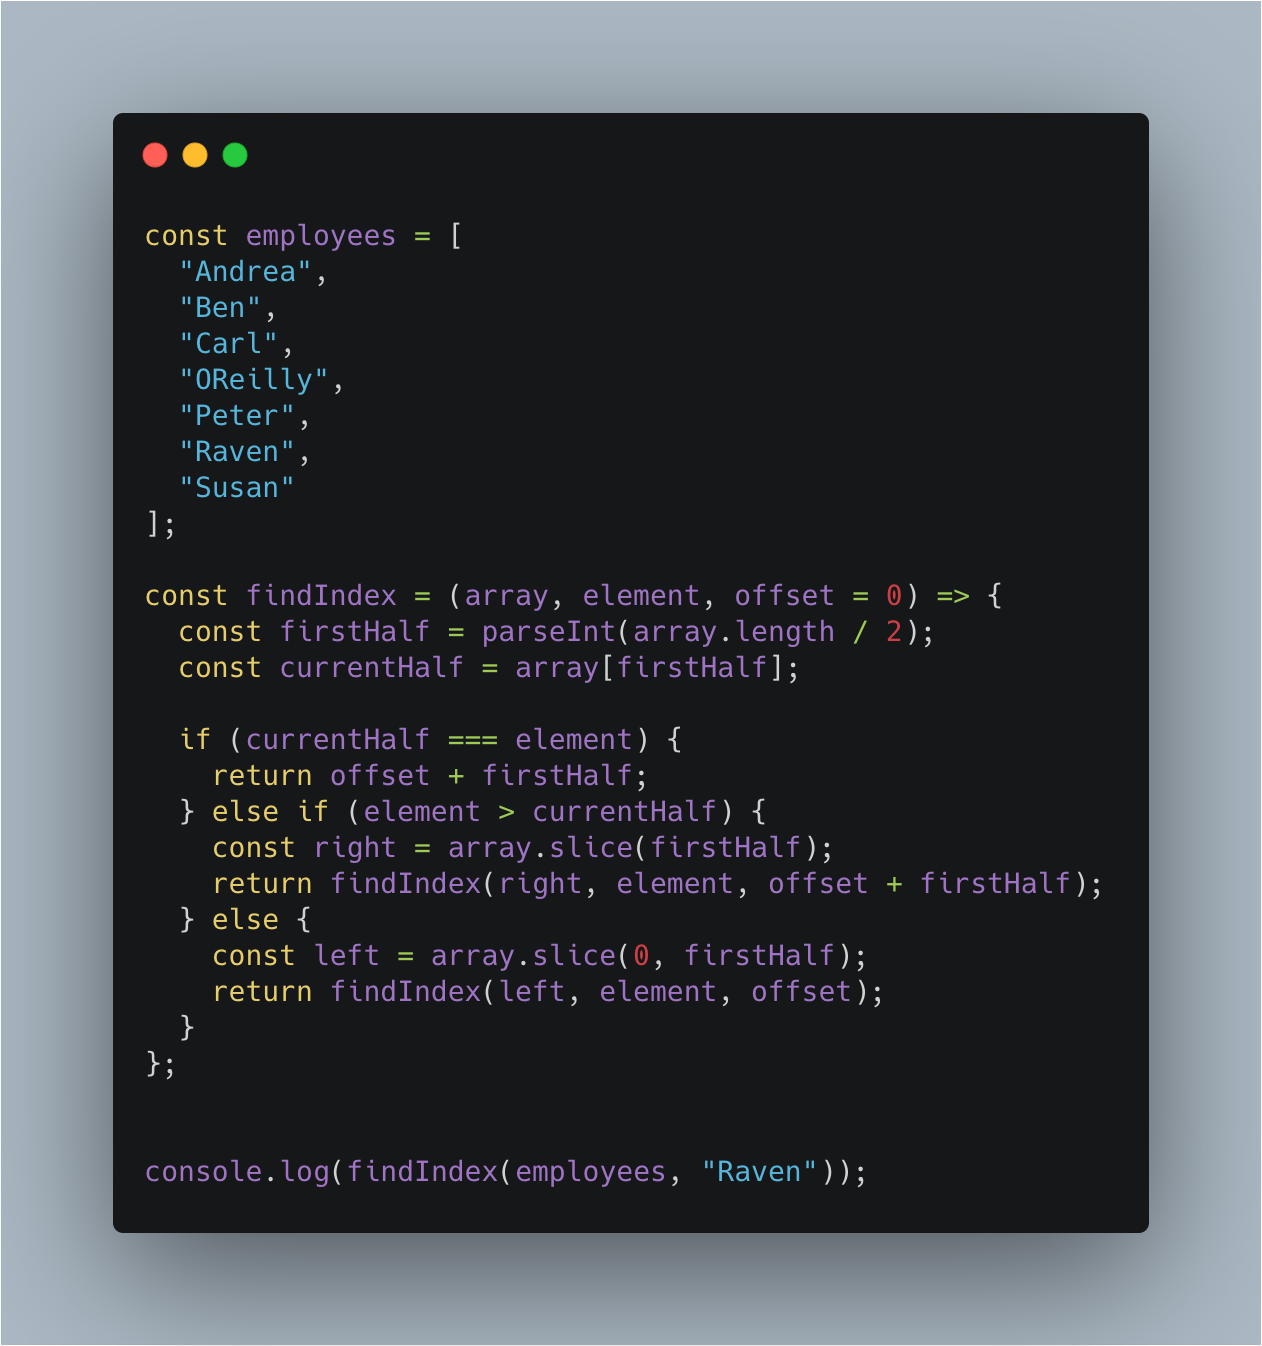 const employees = [
  "Andrea",
  "Ben",
  "Carl",
  "OReilly",
  "Peter",
  "Raven",
  "Susan"
];

const findIndex = (array, element, offset = 0) => {
  const firstHalf = parseInt(array.length / 2);
  const currentHalf = array[firstHalf];

  if (currentHalf === element) {
    return offset + firstHalf;
  } else if (element > currentHalf) {
    const right = array.slice(firstHalf);
    return findIndex(right, element, offset + firstHalf);
  } else {
    const left = array.slice(0, firstHalf);
    return findIndex(left, element, offset);
  }
};

console.log(findIndex(employees, "Raven"));